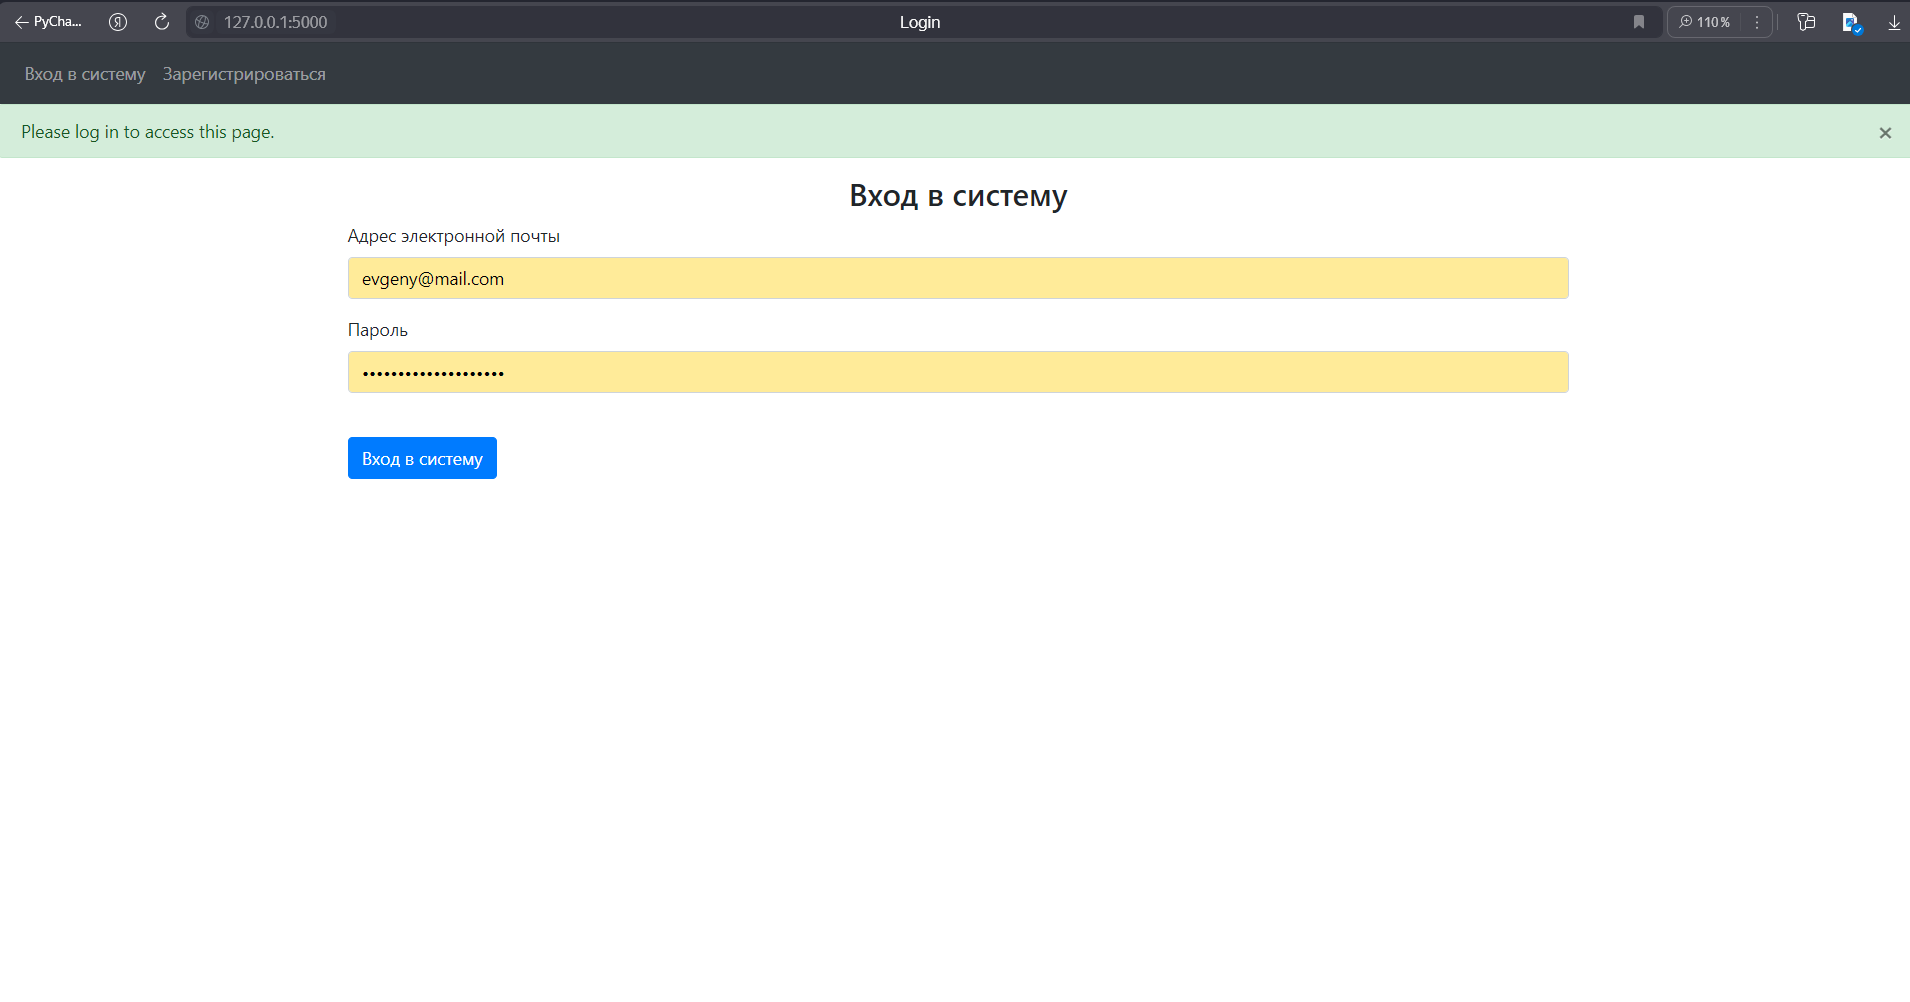 PyCha...
Я
127.0.0.1:5000
Login
110 %
Вход в систему Зарегистрироваться
Please log in to access this page.
×
Вход в систему
Адрес электронной почты
evgeny@mail.com
Пароль
••••••••••••••••••••
Вход в систему